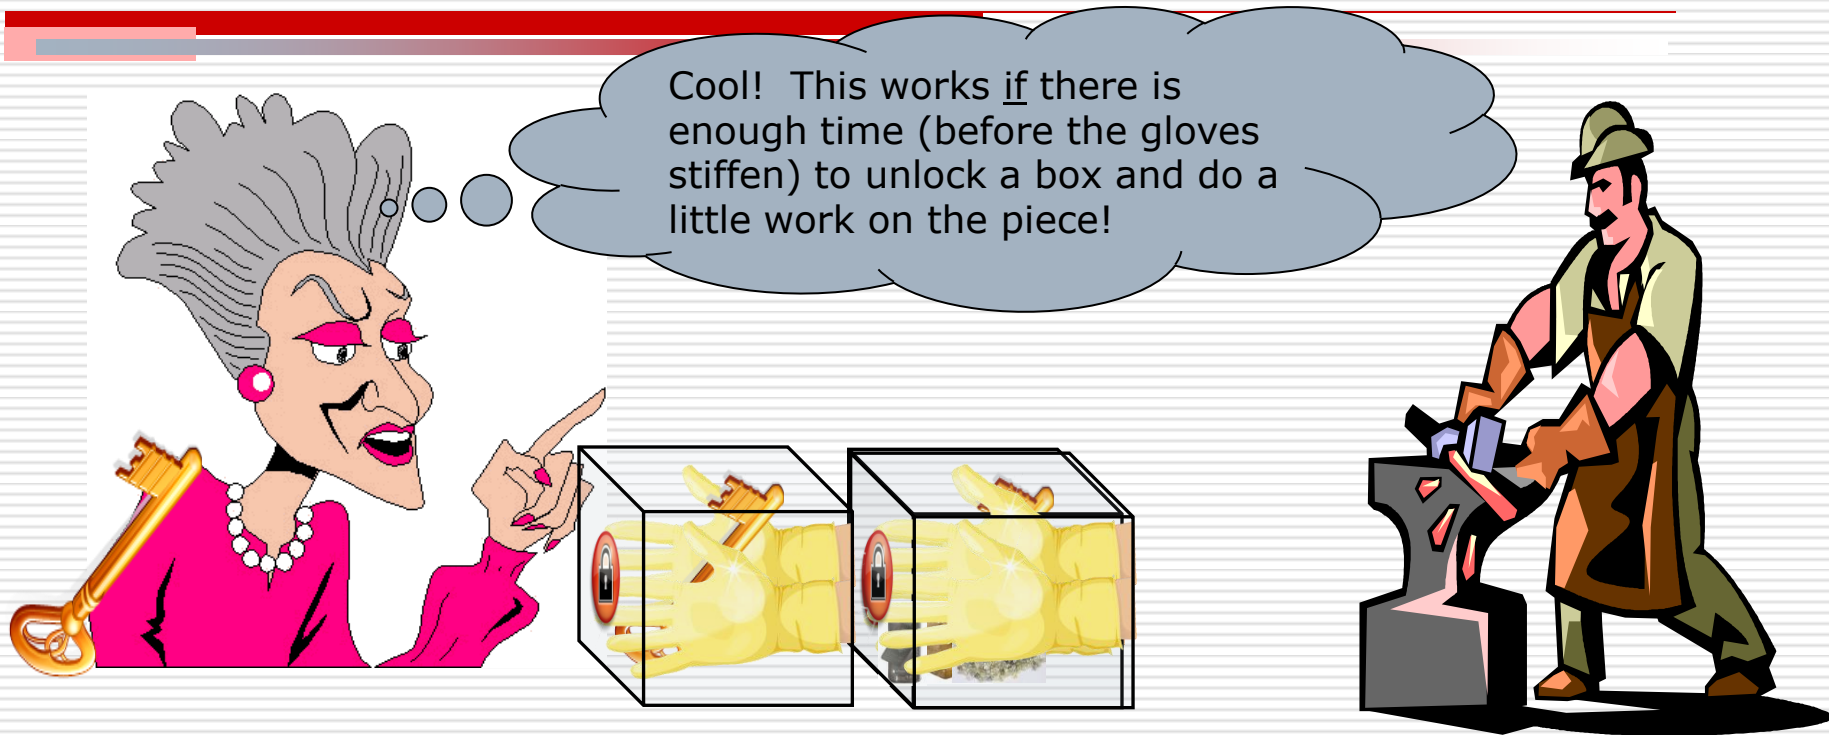 Cool!  This works if there is
enough time (before the gloves
stiffen) to unlock a box and do a
little work on the piece!